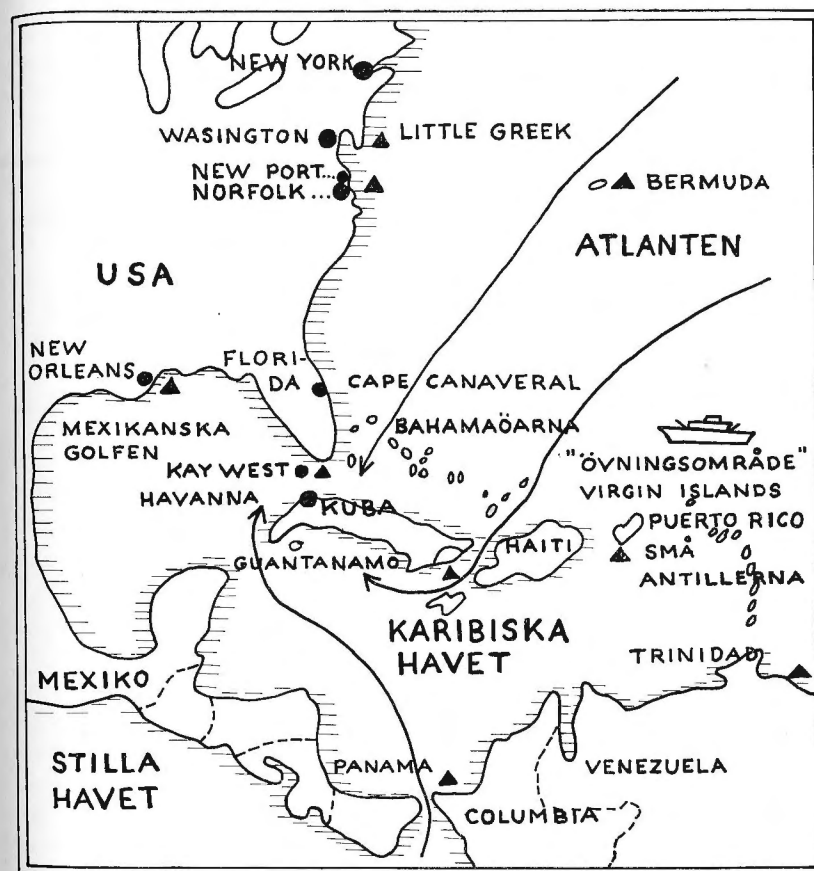 NEW YORK
WASINGTON
LITTLE GREEK
NEW PORT...
NORFOLK...
BERMUDA
ATLANTEN
USA
NEW
ORLEANS
FLORI-
DA
CAPE CANAVERAL
MEXIKANSKA
GOLFEN
BAHAMAÖARNA
KAY WEST
HAVANNA
KUBA
"ÖVNINGSOMRÅDE"
VIRGIN ISLANDS
PUERTO RICO
SMÅ
ANTILLERNA
GUANTANAMO
HAITI
KARIBISKA
HAVET
TRINIDAD
MEXIKO
STILLA
HAVET
PANAMA
VENEZUELA
COLUMBIA